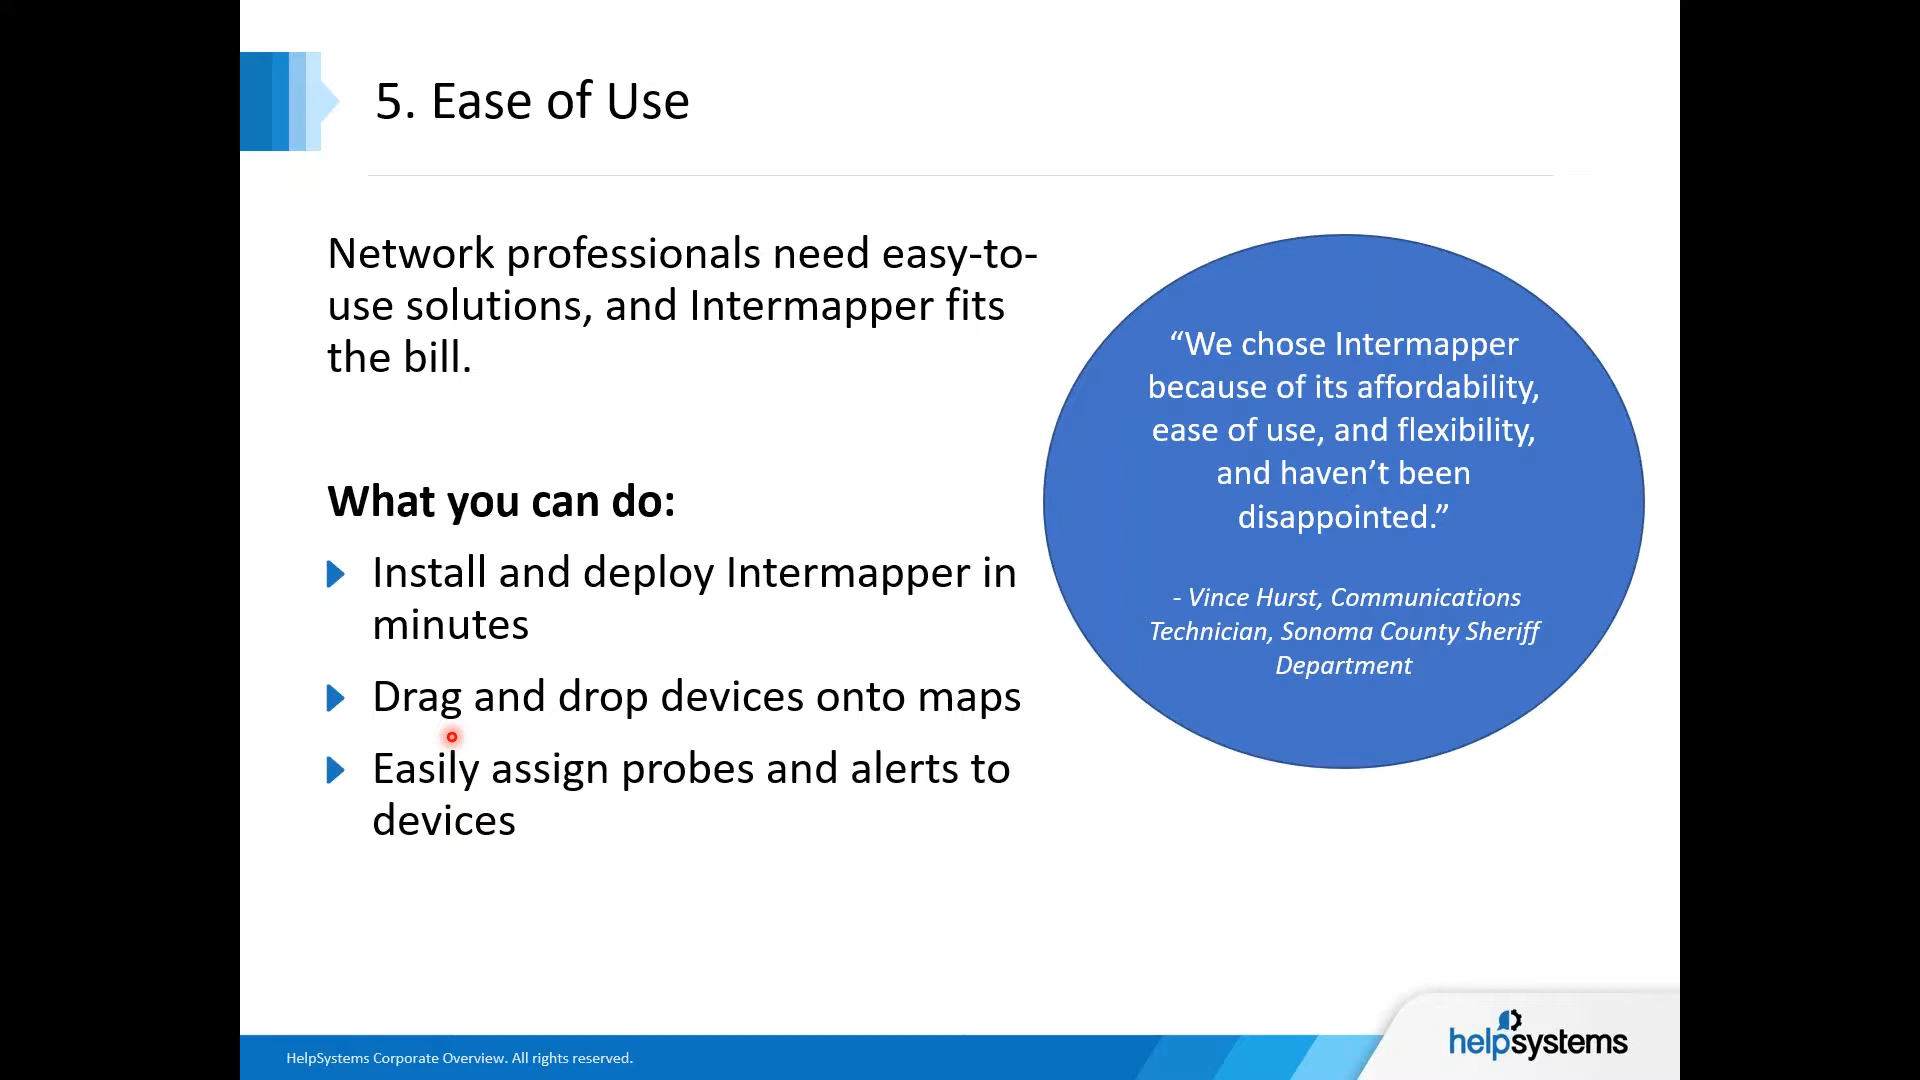 5. Ease of Use
Network professionals need easy-to-
use solutions, and Intermapper fits
the bill.
What you can do:
Install and deploy Intermapper in
minutes
Drag and drop devices onto maps
Easily assign probes and alerts to
devices
“We chose Intermapper
because of its affordability,
ease of use, and flexibility,
and haven’t been
disappointed.”
- Vince Hurst, Communications
Technician, Sonoma County Sheriff
Department
HelpSystems Corporate Overview. All rights reserved.
helpsystems